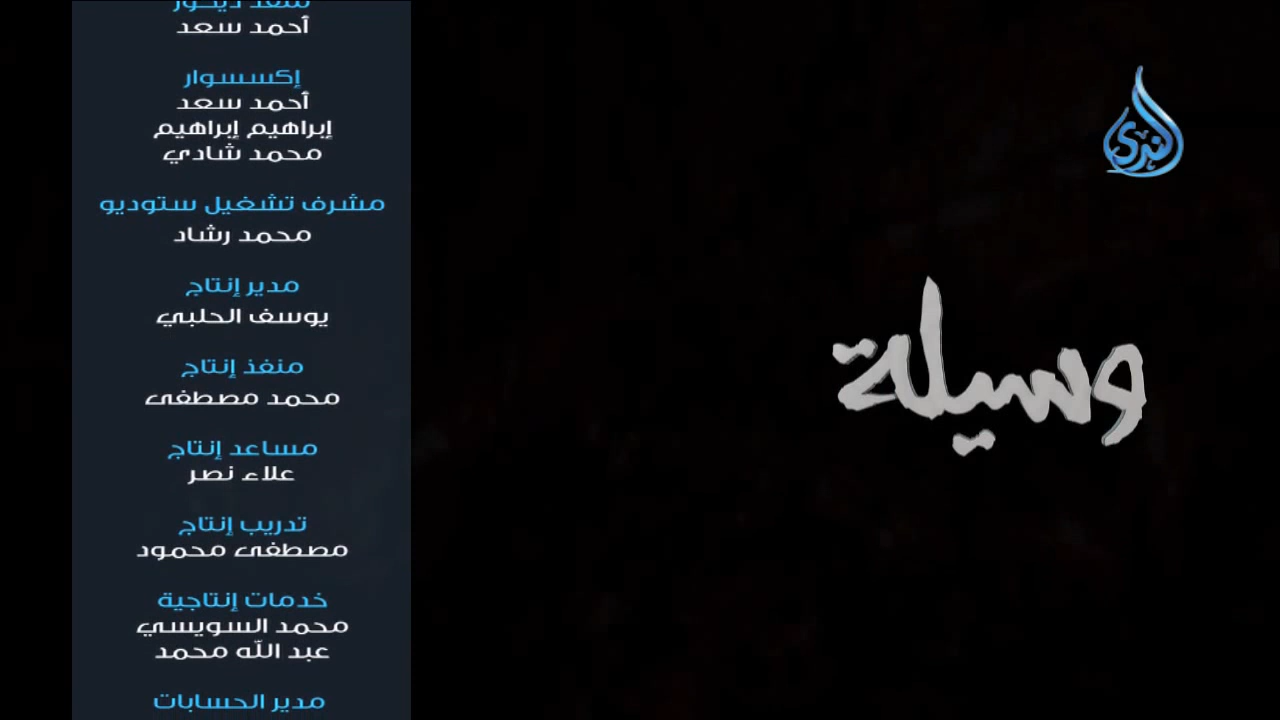 أحمد سعد
إكسسوار
أحمد سعد
إبراهيم إبراهيم
محمد شادي
مشرف تشغيل ستوديو
محمد رشاد
مدير إنتاج
يوسف الحلبي
منفذ إنتاج
محمد مصطفى
مساعد إنتاج
علاء نصر
تدريب إنتاج
مصطفى محمود
خدمات إنتاجية
محمد السويسي
عبد الله محمد
مدير الحسابات
الندى
وسيلة